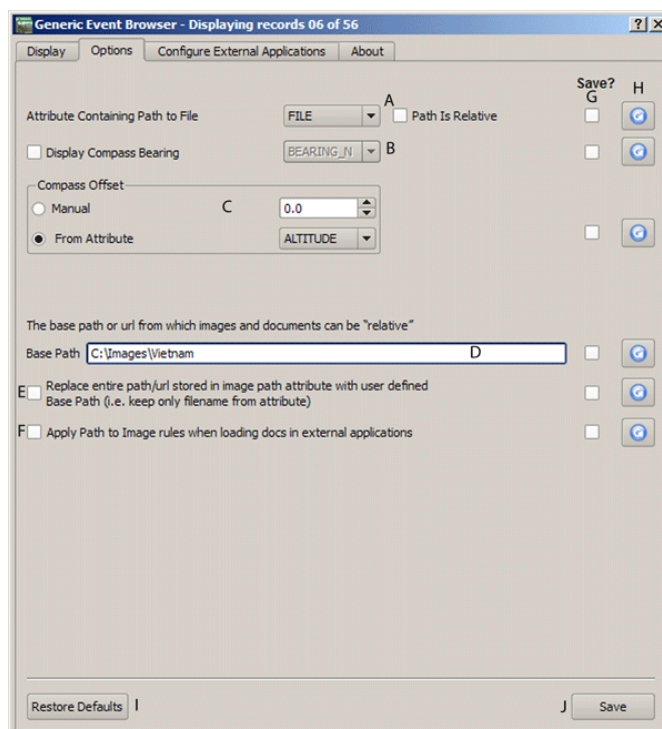 Generic Event Browser - Displaying records 06 of 56
Display Options Configure External Applications About
Save? H
G
A
Attribute Containing Path to File FILE Path Is Relative
Display Compass Bearing BEARING_N B
Compass Offset
Manual C 0.0
From Attribute ALTITUDE
The base path or url from which images and documents can be "relative"
Base Path C:\Images\Vietnam D
E Replace entire path/url stored in image path attribute with user defined
Base Path (i.e. keep only filename from attribute)
F Apply Path to Image rules when loading docs in external applications
Restore Defaults I J Save